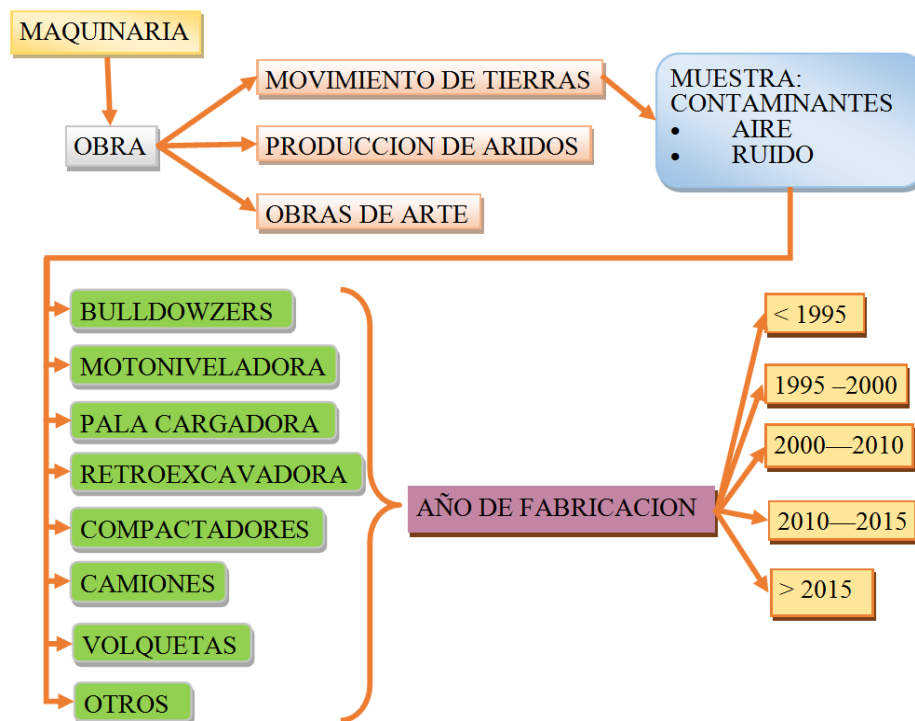 MAQUINARIA
OBRA
MOVIMIENTO DE TIERRAS
PRODUCCION DE ARIDOS
OBRAS DE ARTE
MUESTRA:
CONTAMINANTES
• AIRE
• RUIDO
BULLDOWZERS
MOTONIVELADORA
PALA CARGADORA
RETROEXCAVADORA
COMPACTADORES
CAMIONES
VOLQUETAS
OTROS
AÑO DE FABRICACION
< 1995
1995 –2000
2000—2010
2010—2015
> 2015